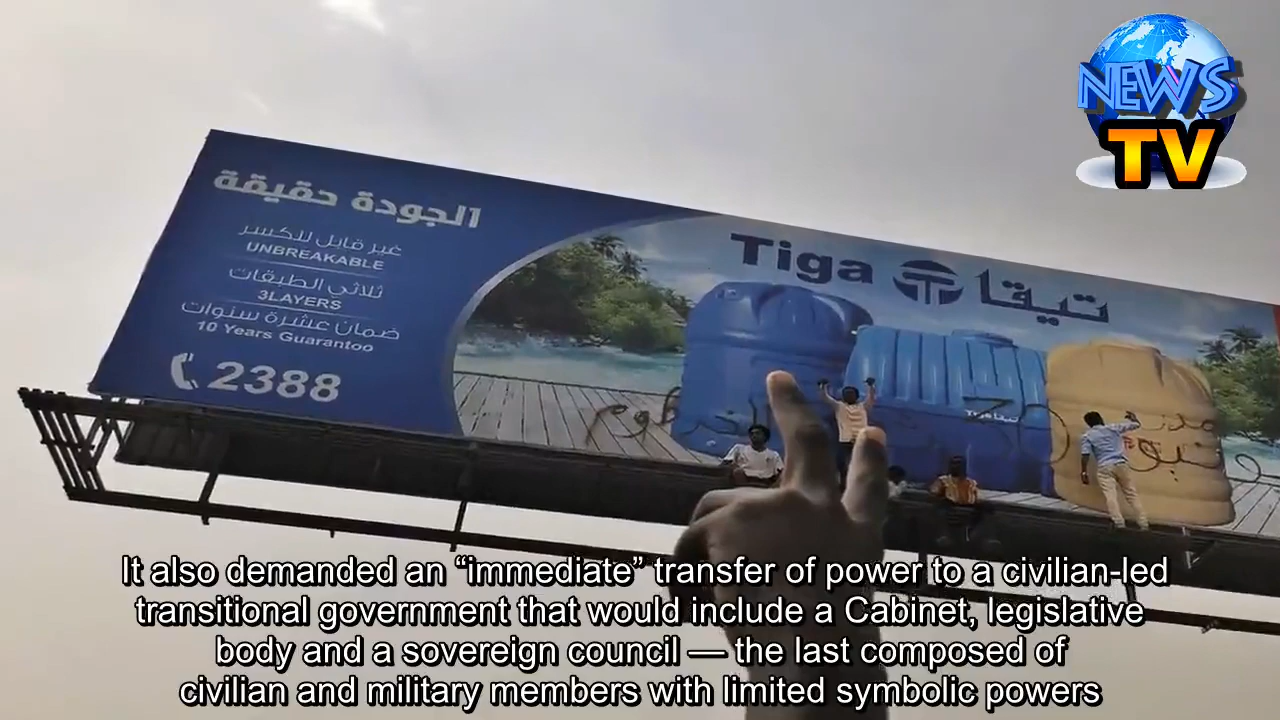 NEWS
TV
الجودة حقيقة
غير قابل للكسر
UNBREAKABLE
ثلاثي الطبقات
3LAYERS
ضمان عشرة سنوات
10 Years Guarantoo
2388
Tiga تيقا
الخرطوم
30
It also demanded an “immediate” transfer of power to a civilian-led
transitional government that would include a Cabinet, legislative
body and a sovereign council — the last composed of
civilian and military members with limited symbolic powers